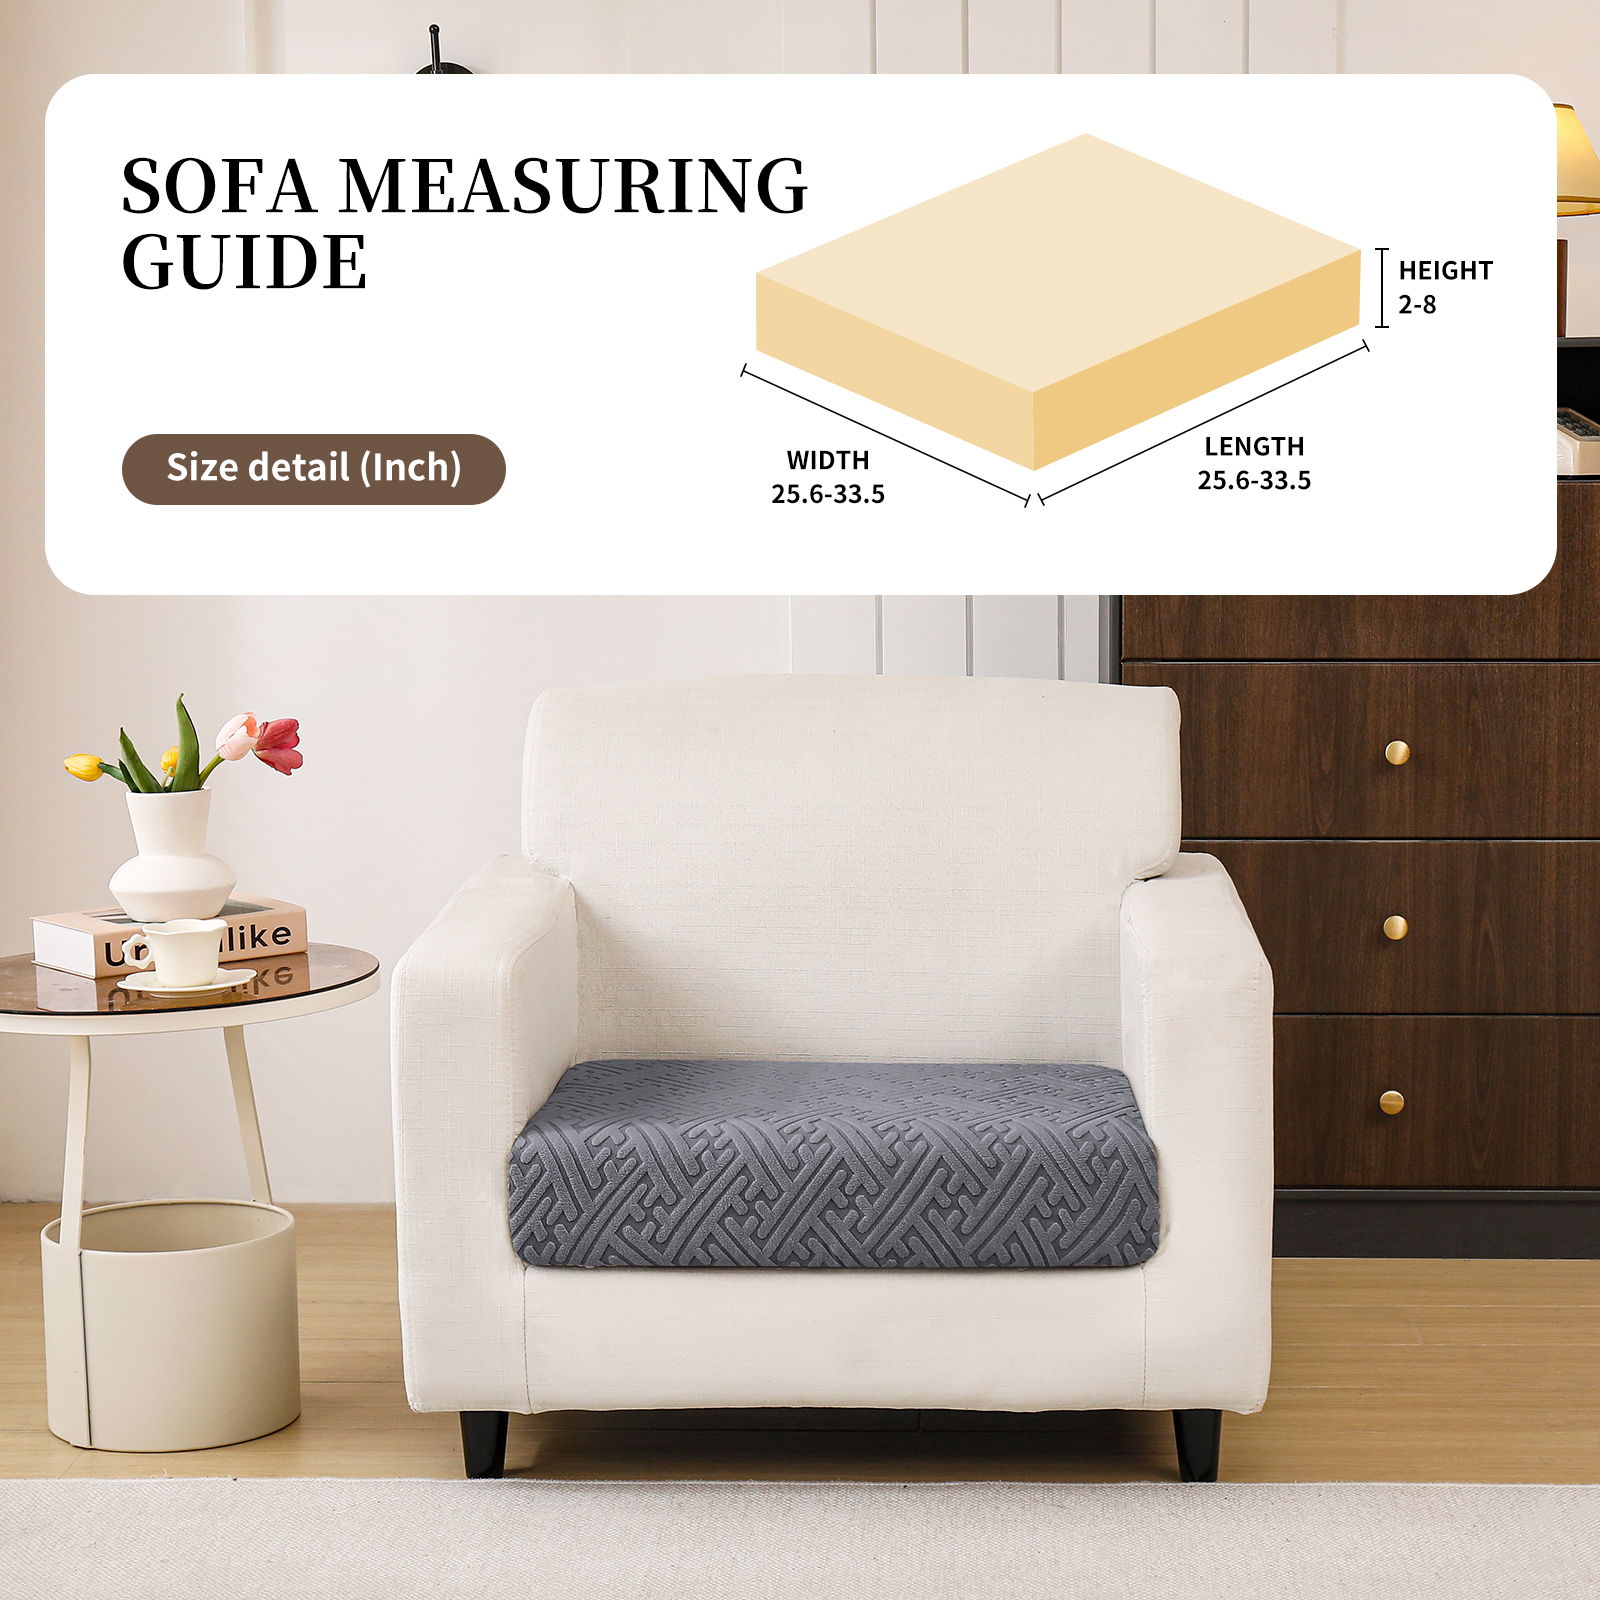 SOFA MEASURING
GUIDE
HEIGHT
2-8
Size detail (Inch)
WIDTH
25.6-33.5
LENGTH
25.6-33.5